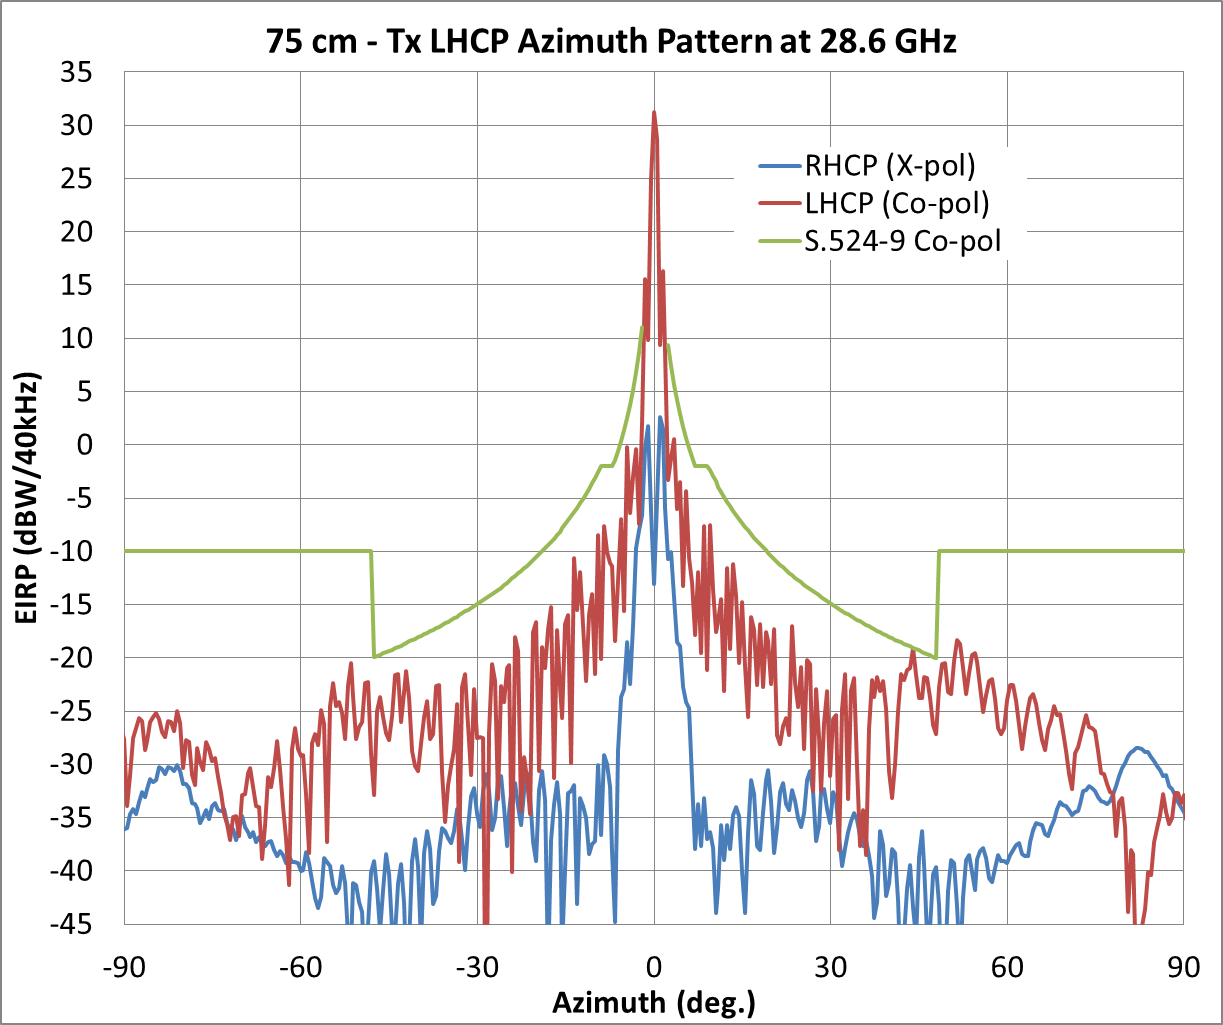 75 cm - Tx LHCP Azimuth Pattern at 28.6 GHz
35
30
25
20
15
10
5
0
-5
-10
-15
-20
-25
-30
-35
-40
-45
EIRP (dBW/40kHz)
RHCP (X-pol)
LHCP (Co-pol)
S.524-9 Co-pol
-90 -60 -30 0 30 60 90
Azimuth (deg.)